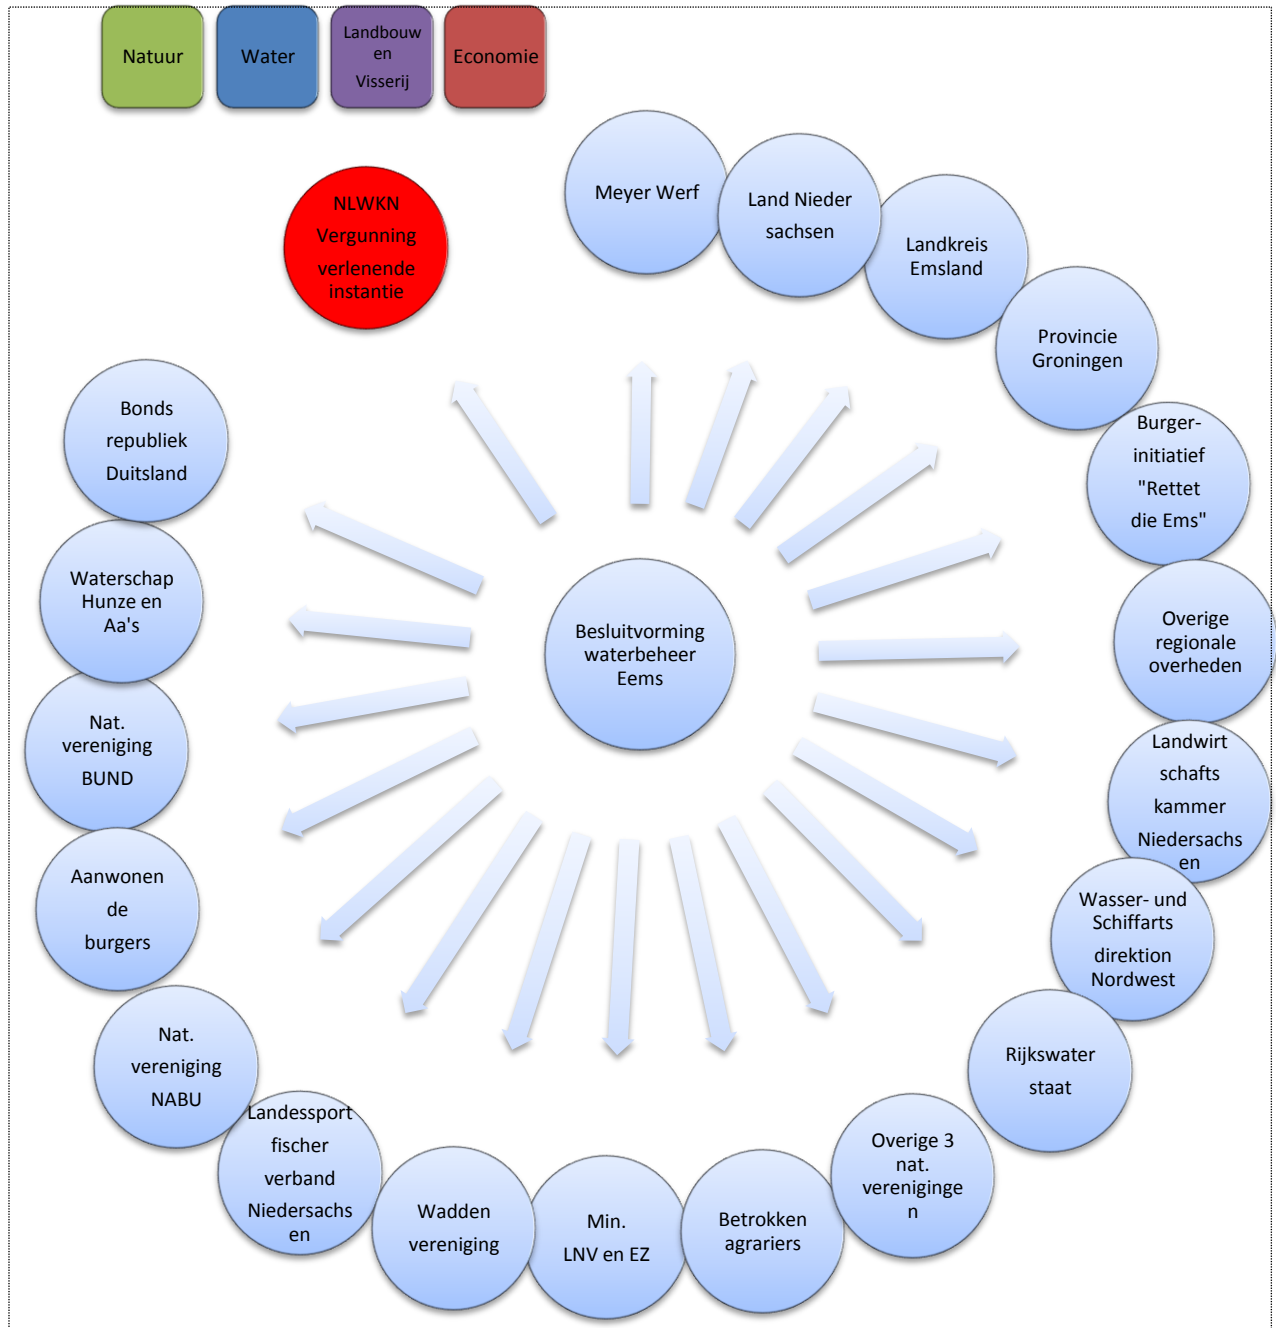 Natuur
Water
Landbouw
en
Visserij
Economie
NLWKN
Vergunning
verlenende
instantie
Meyer Werf
Land Nieder
sachsen
Landkreis
Emsland
Provincie
Groningen
Burger-
initiatief
"Rettet
die Ems"
Overige
regionale
overheden
Landwirt
schafts
kammer
Niedersachs
en
Wasser- und
Schiffarts
direktion
Nordwest
Rijkswater
staat
Overige 3
nat.
vereniginge
n
Betrokken
agrariers
Min.
LNV en EZ
Wadden
vereniging
Landessport
fischer
verband
Niedersachs
en
Nat.
vereniging
NABU
Aanwonen
de
burgers
Nat.
vereniging
BUND
Waterschap
Hunze en
Aa's
Bonds
republiek
Duitsland
Besluitvorming
waterbeheer
Eems